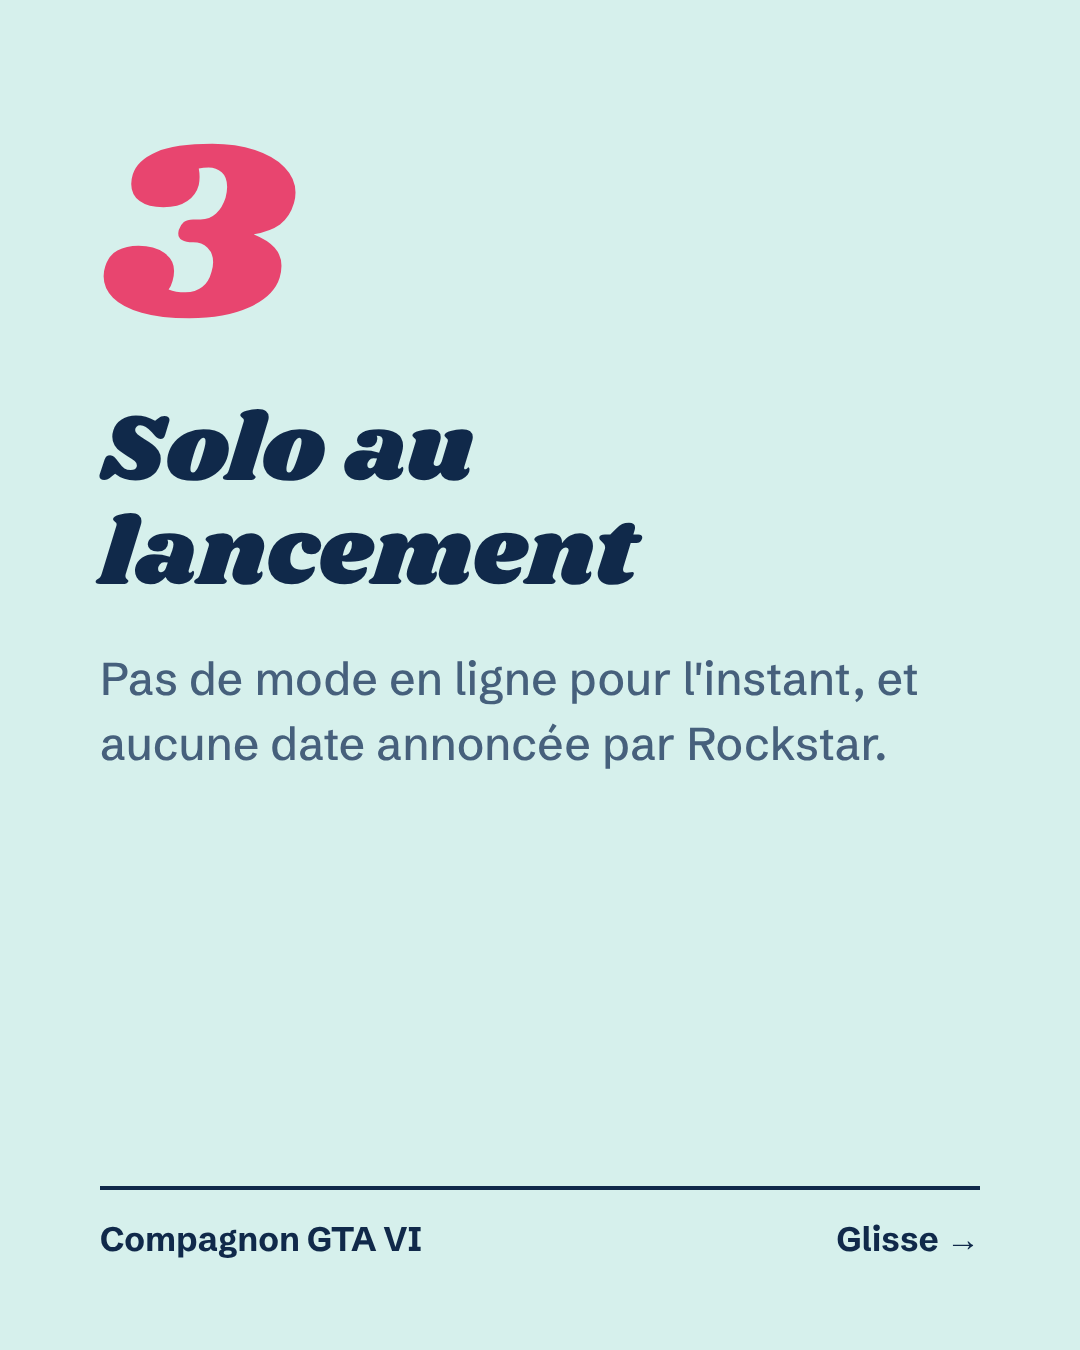 3
Solo au
lancement
Pas de mode en ligne pour l'instant, et
aucune date annoncée par Rockstar.
Compagnon GTA VI
Glisse →